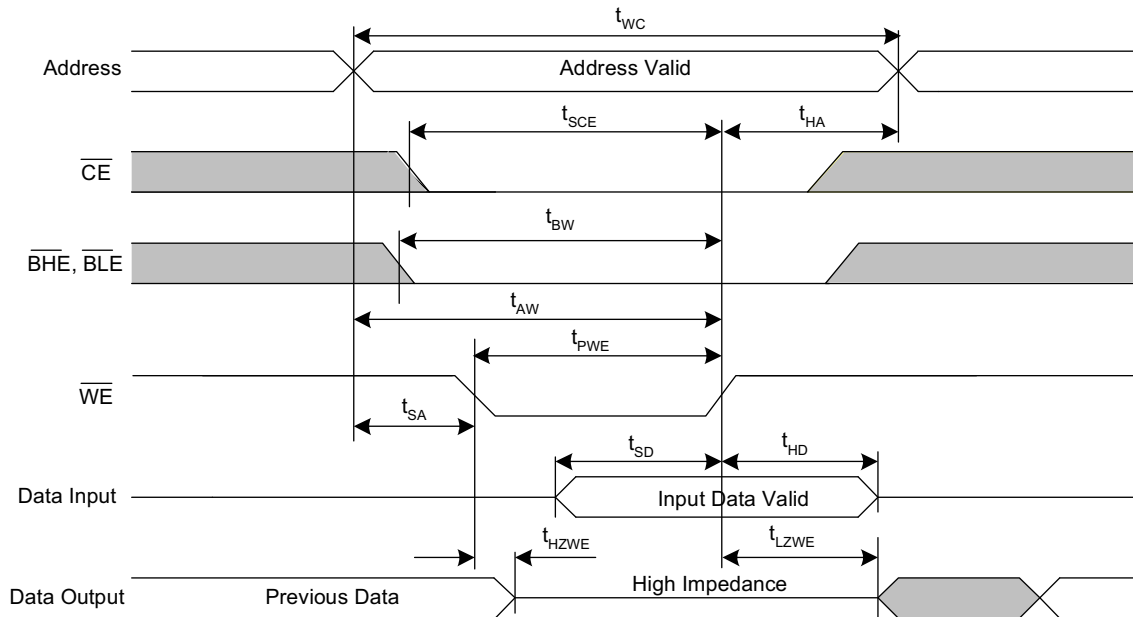 tWC
Address
Address Valid
tSCE
tHA
CE
tBW
BHE, BLE
tAW
tPWE
WE
tSA
tSD
tHD
Data Input
Input Data Valid
tHZWE
tLZWE
High Impedance
Data Output
Previous Data